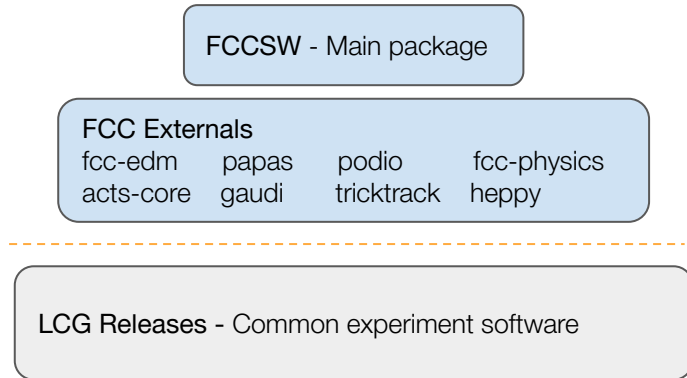 FCCSW - Main package
FCC Externals
fcc-edm papas podio fcc-physics
acts-core gaudi tricktrack heppy
LCG Releases - Common experiment software